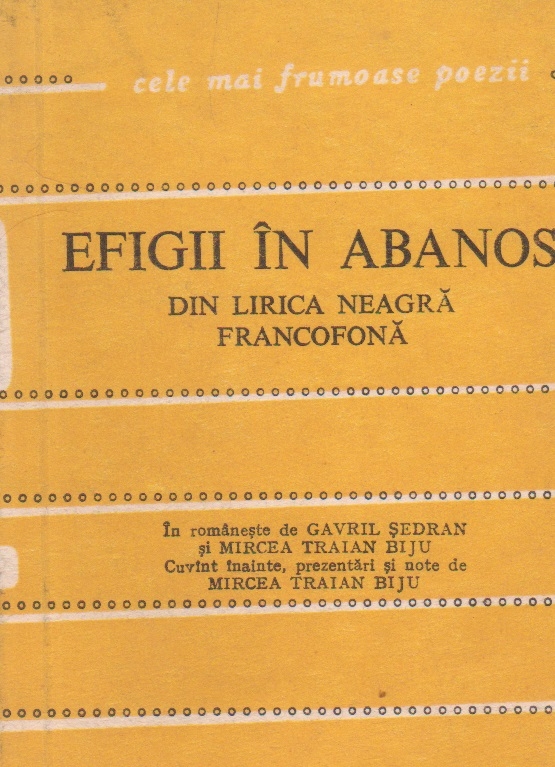 cele mai frumoase poezii
EFIGII ÎN ABANOS
DIN LIRICA NEAGRĂ
FRANCOFONĂ
În românește de GAVRIL ȘEDRAN
și MIRCEA TRAIAN BIJU
Cuvînt înainte, prezentări și note de
MIRCEA TRAIAN BIJU